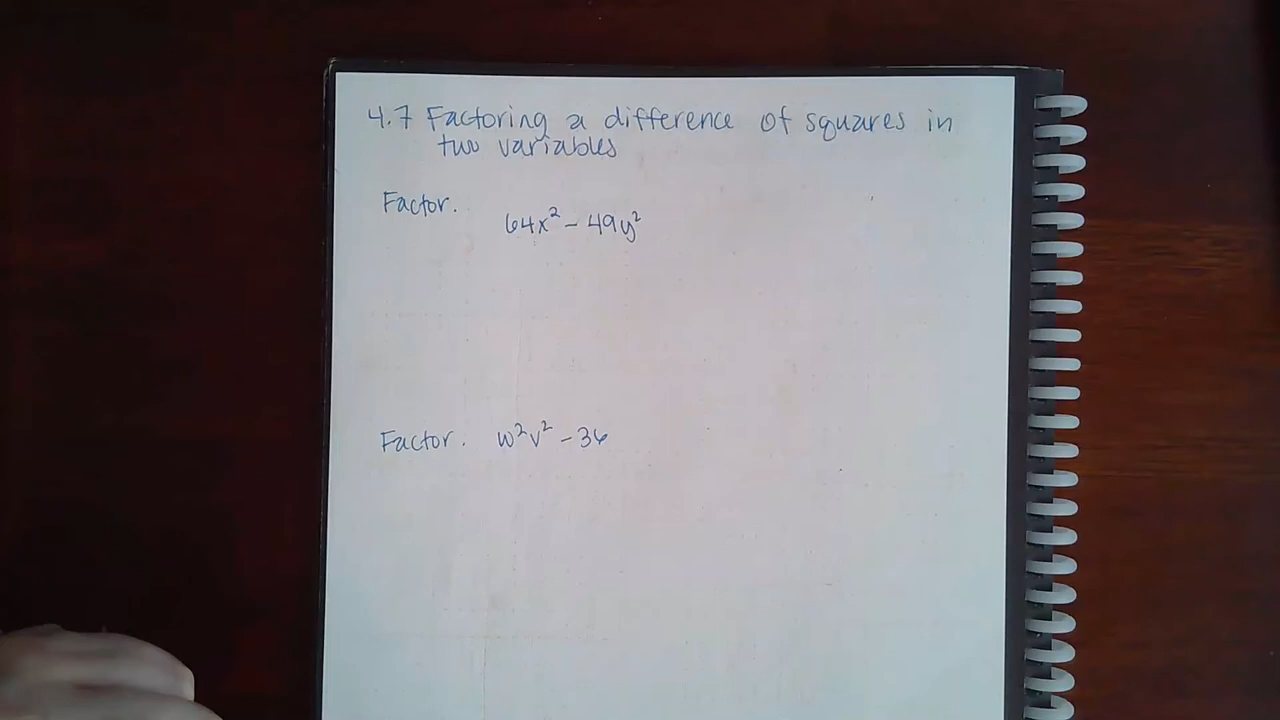 4.7 Factoring a difference of squares in
two variables
Factor.
64x² - 49y²
Factor. w²v² - 36